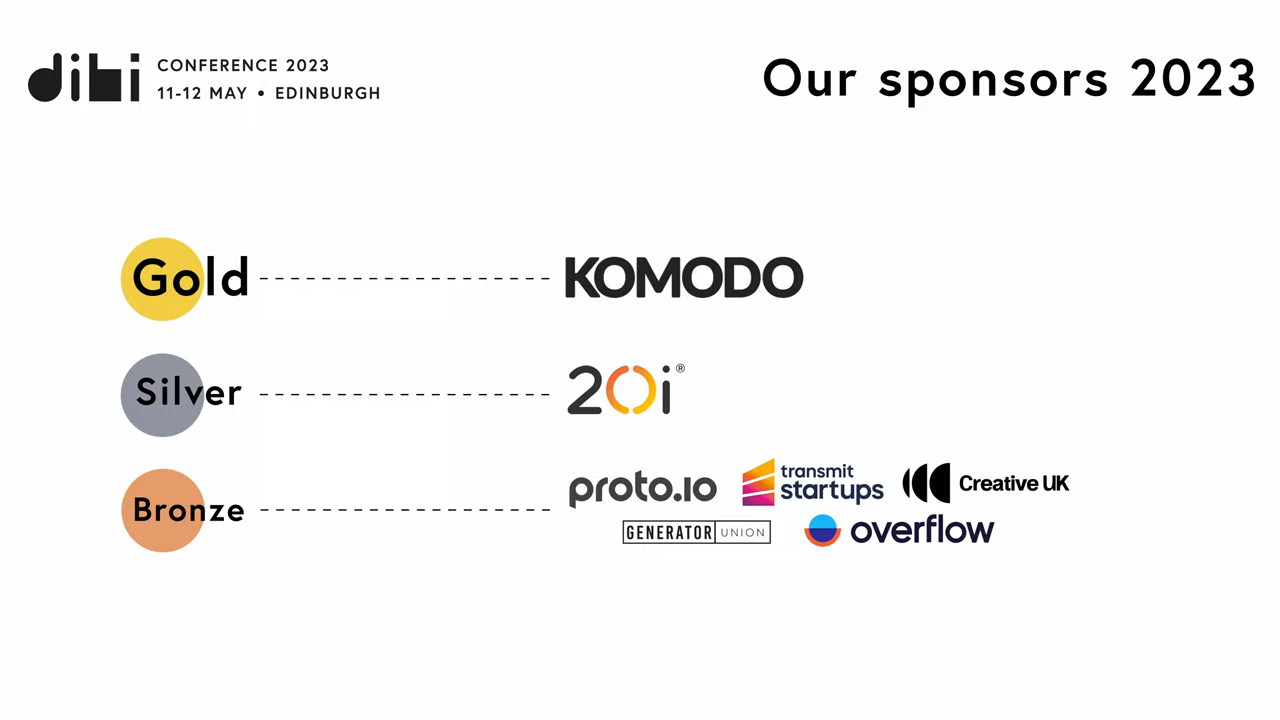 dibi CONFERENCE 2023
11-12 MAY • EDINBURGH
Our sponsors 2023
Gold
KOMODO
Silver
20i®
Bronze
proto.io
transmit
startups
Creative UK
GENERATOR UNION
overflow